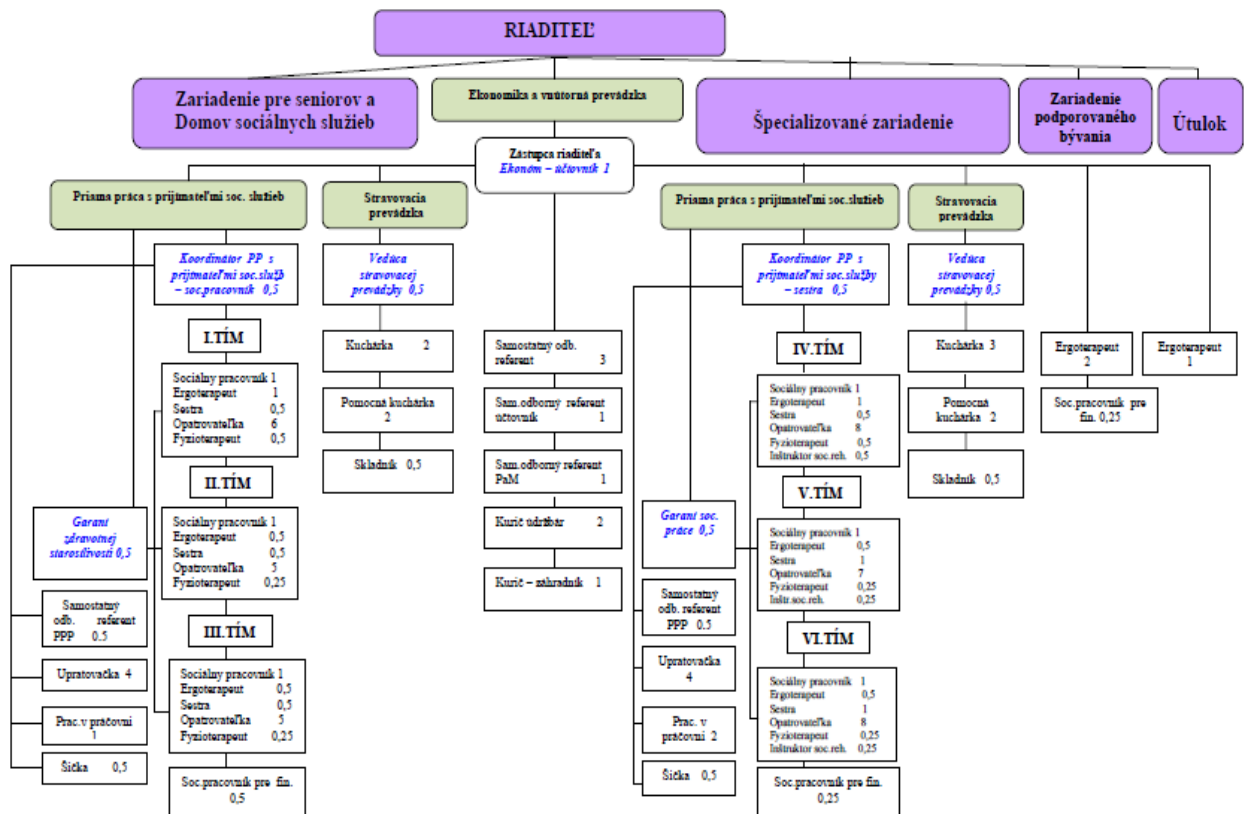 RIADITEĽ
Zariadenie pre seniorov a
Domov sociálnych služieb
Ekonomika a vnútorná prevádzka
Špecializované zariadenie
Zariadenie
podporovaného
bývania
Útulok
Zástupca riaditeľa
Ekonóm – účtovník 1
Priama práca s prijímateľmi soc. služieb
Stravovacia
prevádzka
Priama práca s prijímateľmi soc.služieb
Stravovacia
prevádzka
Koordinátor PP s
prijímateľmi soc.služb
– soc.pracovník 0,5
Vedúca
stravovacej
prevádzky 0,5
Koordinátor PP s
prijímateľmi soc.služby
– sestra 0,5
Vedúca
stravovacej
prevádzky 0,5
I.TÍM
Sociálny pracovník 1
Ergoterapeut 1
Sestra 0,5
Opatrovateľka 6
Fyzioterapeut 0,5
II.TÍM
Sociálny pracovník 1
Ergoterapeut 0,5
Sestra 0,5
Opatrovateľka 5
Fyzioterapeut 0,25
III.TÍM
Sociálny pracovník 1
Ergoterapeut 0,5
Sestra 0,5
Opatrovateľka 5
Fyzioterapeut 0,25
Soc.pracovník pre fin.
0,5
Garant
zdravotnej
starostlivosti 0,5
Samostatný
odb. referent
PPP 0.5
Upratovačka 4
Prac.v práčovni
1
Šička 0,5
Kuchárka 2
Pomocná kuchárka
2
Skladník 0,5
Samostatný odb.
referent 3
Sam.odborný referent
účtovník 1
Sam.odborný referent
PaM 1
Kurič údržbár 2
Kurič – záhradník 1
IV.TÍM
Sociálny pracovník 1
Ergoterapeut 1
Sestra 0,5
Opatrovateľka 8
Fyzioterapeut 0,5
Inštruktor soc.reh. 0,5
V.TÍM
Sociálny pracovník 1
Ergoterapeut 0,5
Sestra 1
Opatrovateľka 7
Fyzioterapeut 0,25
Inštr.soc.reh. 0,25
VI.TÍM
Sociálny pracovník 1
Ergoterapeut 0,5
Sestra 1
Opatrovateľka 8
Fyzioterapeut 0,25
Inštruktor soc.reh. 0,25
Soc.pracovník pre fin.
0,25
Garant soc.
práce 0,5
Samostatný
odb. referent
PPP 0.5
Upratovačka
4
Prac. v
práčovni 2
Šička 0,5
Kuchárka 3
Pomocná
kuchárka 2
Skladník 0,5
Ergoterapeut
2
Soc.pracovník pre
fin. 0,25
Ergoterapeut
1